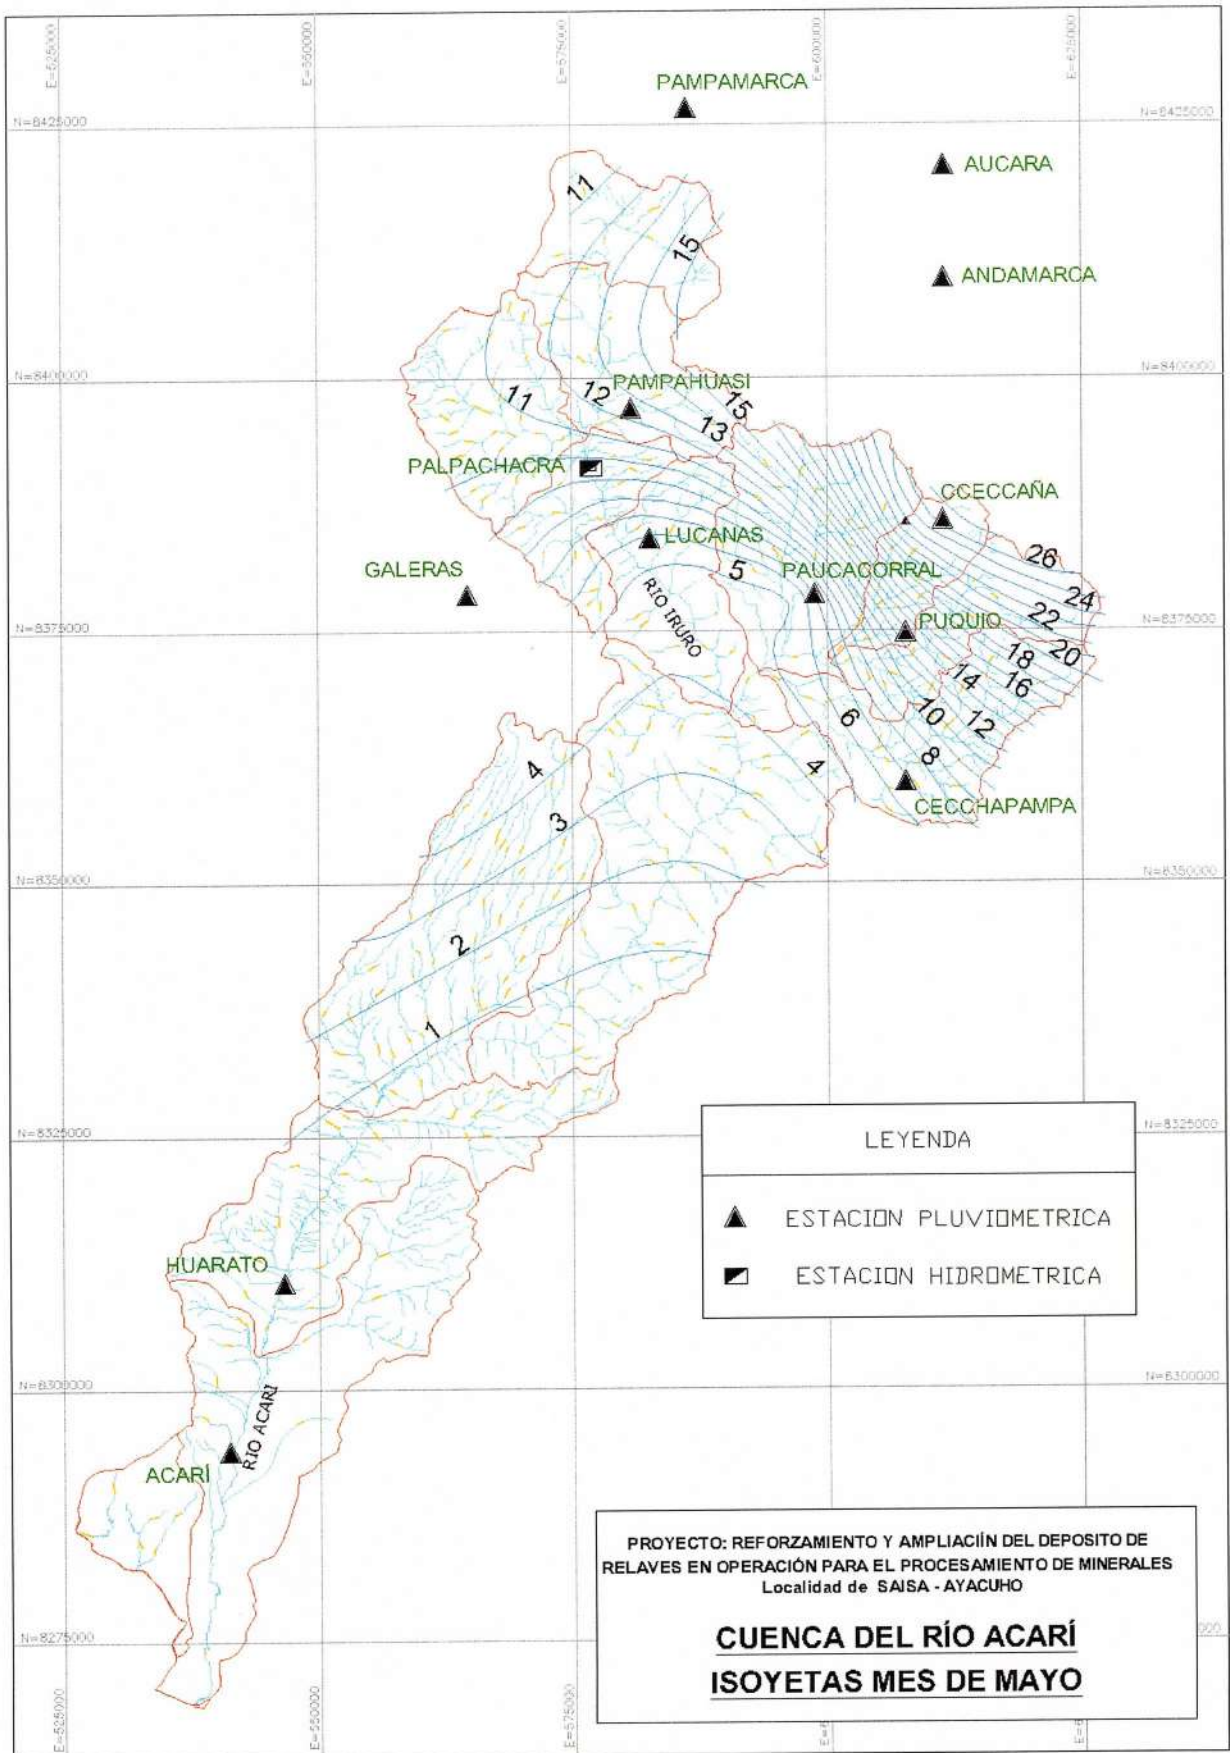 E=525000
E=550000
E=575000
E=600000
E=625000
PAMPAMARCA
N=8425000
N=8425000
AUCARA
11
15
ANDAMARCA
N=8400000
N=8400000
PAMPAHUASI
12
11
15
13
PALPACHACRA
CCECCAÑA
LUCANAS
26
GALERAS
5
PAUCACORRAL
24
RIO IRURO
22
N=8375000
PUQUIO
N=8375000
18
20
14
16
6
10
12
4
8
4
CECCHAPAMPA
3
N=8350000
N=8350000
2
1
N=8325000
N=8325000
LEYENDA
ESTACION PLUVIOMETRICA
ESTACION HIDROMETRICA
HUARATO
N=8300000
N=8300000
RIO ACARI
ACARÍ
PROYECTO: REFORZAMIENTO Y AMPLIACIÍN DEL DEPOSITO DE
RELAVES EN OPERACIÓN PARA EL PROCESAMIENTO DE MINERALES
Localidad de SAISA - AYACUHO
CUENCA DEL RÍO ACARÍ
ISOYETAS MES DE MAYO
N=8275000
E=525000
E=550000
E=575000